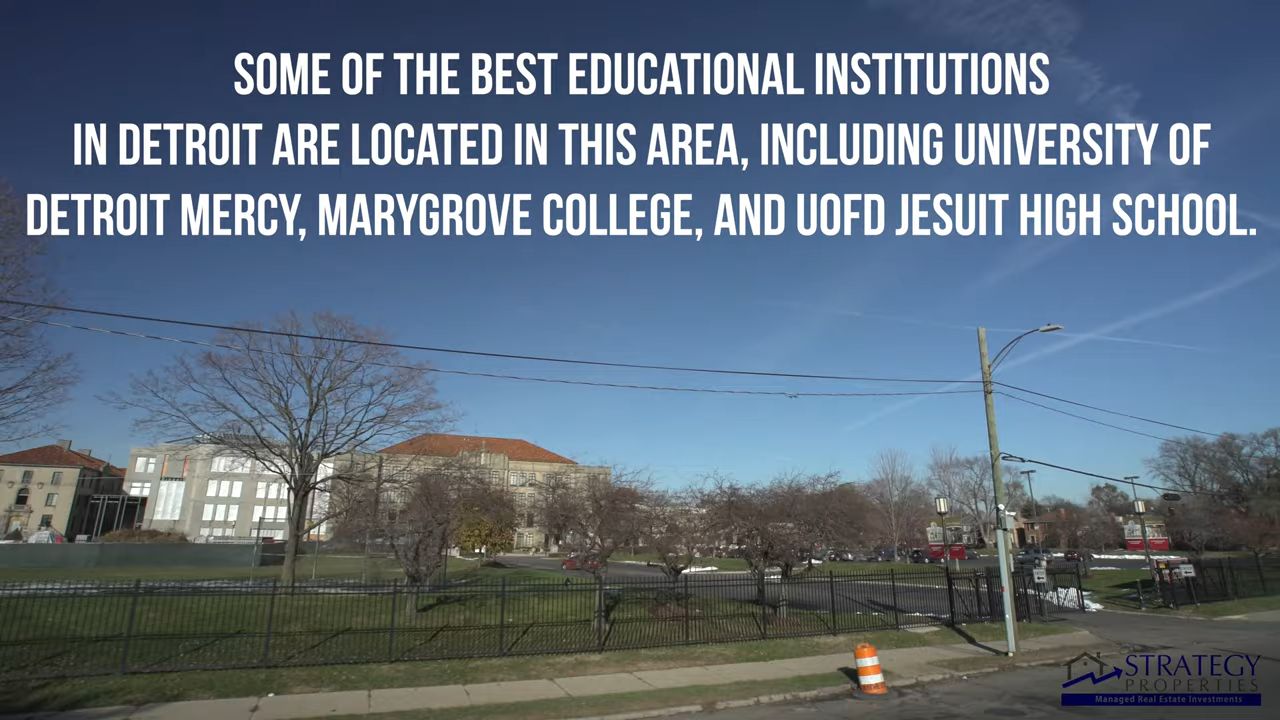 SOME OF THE BEST EDUCATIONAL INSTITUTIONS
IN DETROIT ARE LOCATED IN THIS AREA, INCLUDING UNIVERSITY OF
DETROIT MERCY, MARYGROVE COLLEGE, AND UOFD JESUIT HIGH SCHOOL.
STRATEGY
PROPERTIES
Managed Real Estate Investments